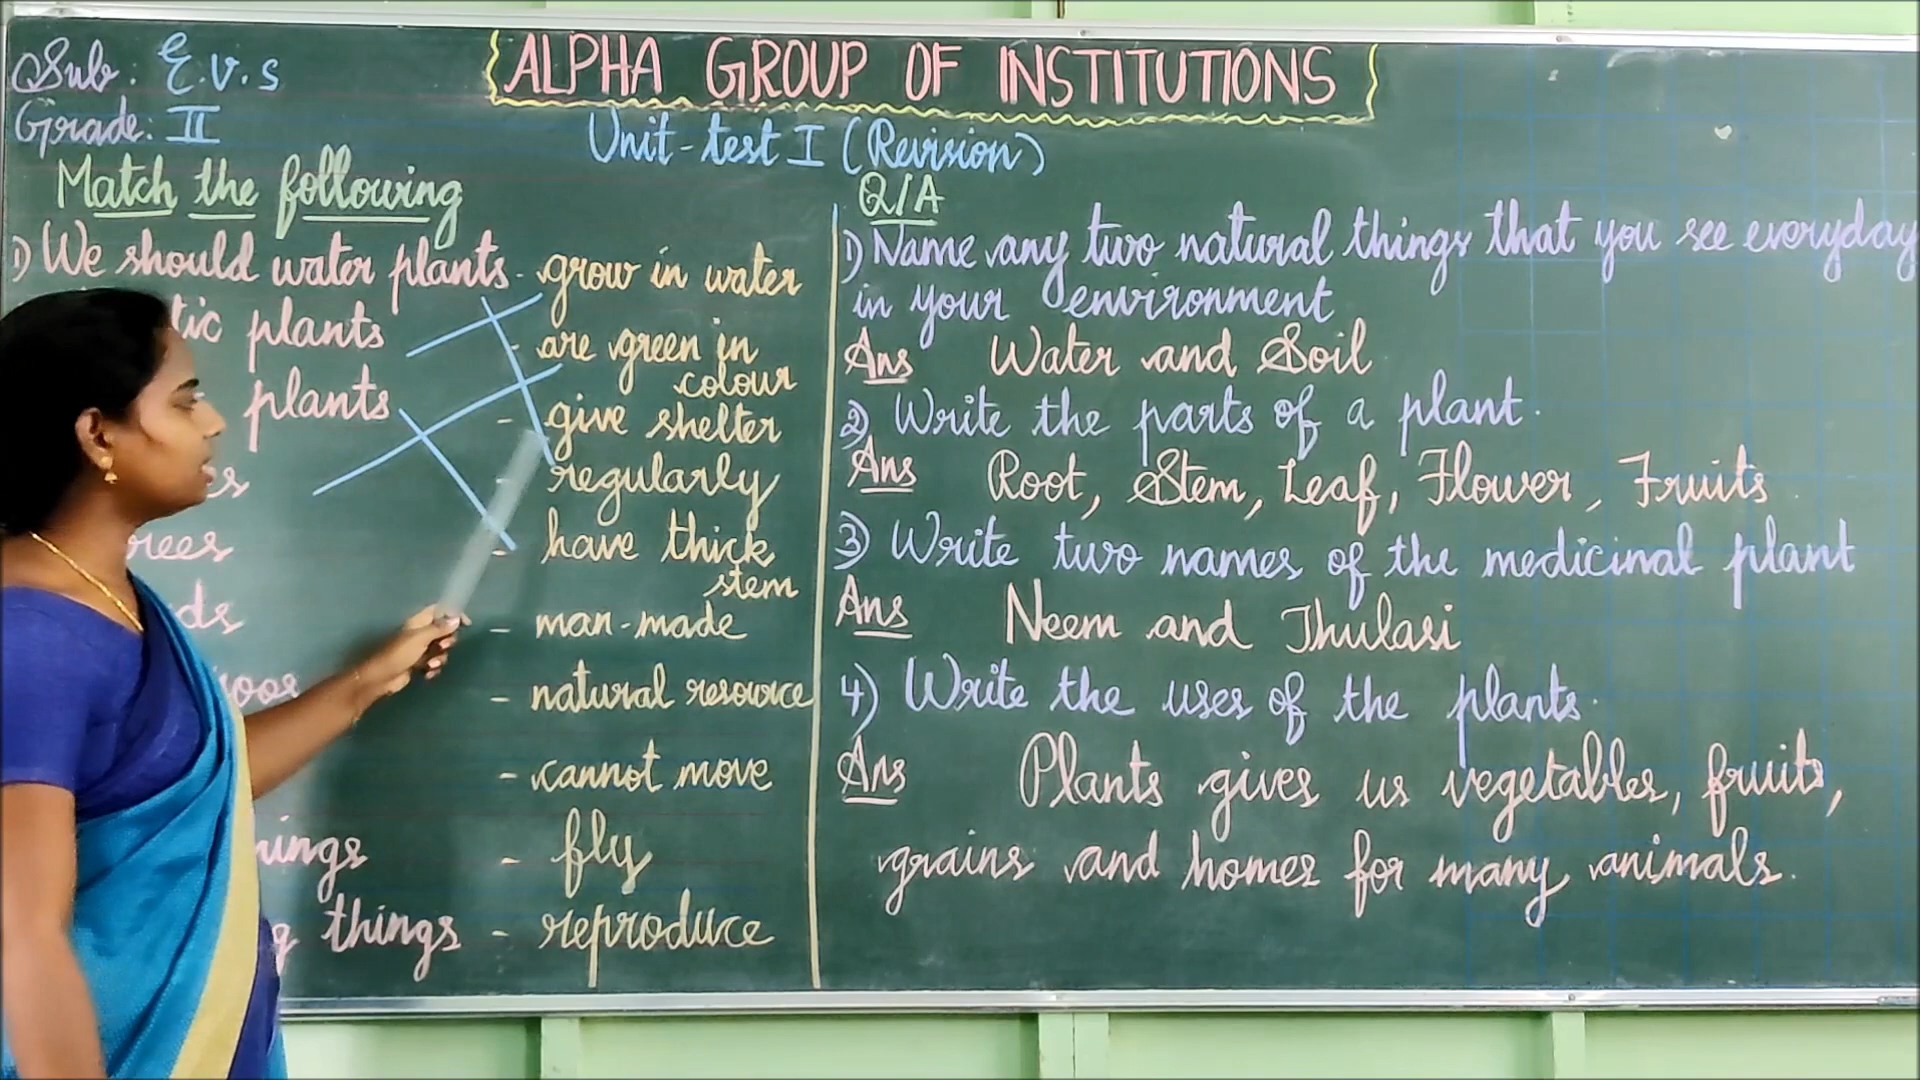 Sub: E.V.S
Grade: II
ALPHA GROUP OF INSTITUTIONS
Unit-test I (Revision)
Match the following
1) We should water plants - grow in water
tic plants - are green in
colour
plants - give shelter
es - regularly
rees - have thick
stem
ds - man-made
oor - natural resource
- cannot move
hings - fly
g things - reproduce
Q/A
1) Name any two natural things that you see everyday
in your environment
Ans Water and Soil
2) Write the parts of a plant.
Ans Root, Stem, Leaf, Flower, Fruits
3) Write two names of the medicinal plant
Ans Neem and Thulasi
4) Write the uses of the plants.
Ans Plants gives us vegetables, fruits,
grains and homes for many animals.